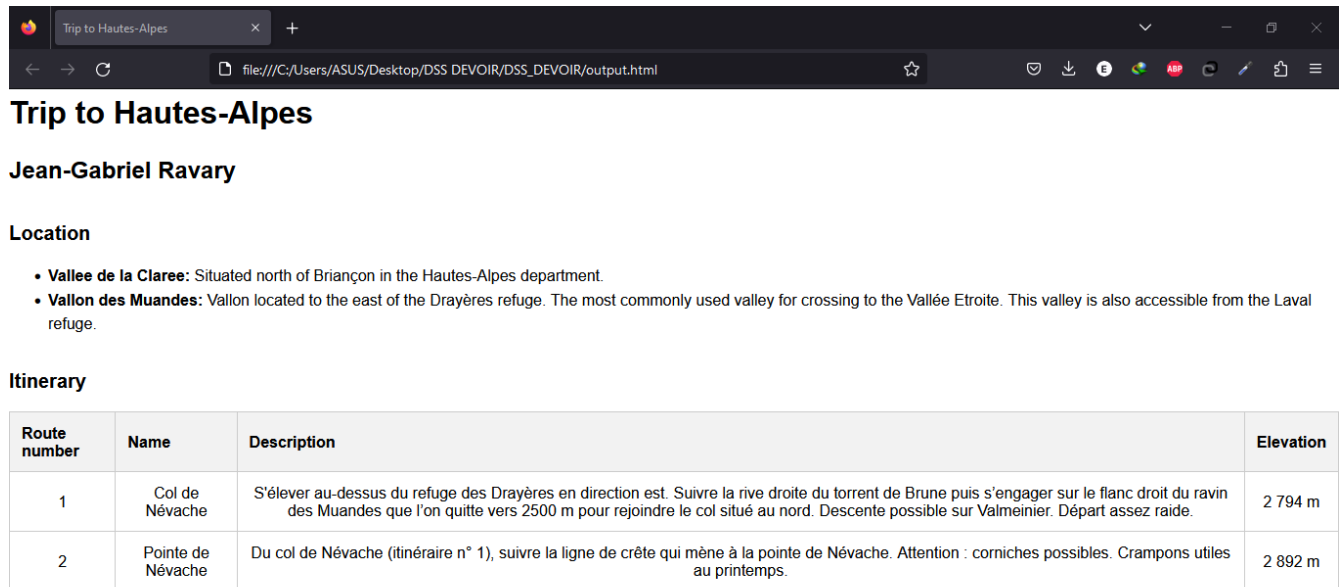 Trip to Hautes-Alpes
file:///C:/Users/ASUS/Desktop/DSS DEVOIR/DSS_DEVOIR/output.html
E
ABP
Trip to Hautes-Alpes
Jean-Gabriel Ravary
Location
• Vallee de la Claree: Situated north of Briançon in the Hautes-Alpes department.
• Vallon des Muandes: Vallon located to the east of the Drayères refuge. The most commonly used valley for crossing to the Vallée Etroite. This valley is also accessible from the Laval
refuge.
Itinerary
Route
number
Name
Description
Elevation
1
Col de
Névache
S'élever au-dessus du refuge des Drayères en direction est. Suivre la rive droite du torrent de Brune puis s’engager sur le flanc droit du ravin
des Muandes que l’on quitte vers 2500 m pour rejoindre le col situé au nord. Descente possible sur Valmeinier. Départ assez raide.
2 794 m
2
Pointe de
Névache
Du col de Névache (itinéraire n° 1), suivre la ligne de crête qui mène à la pointe de Névache. Attention : corniches possibles. Crampons utiles
au printemps.
2 892 m